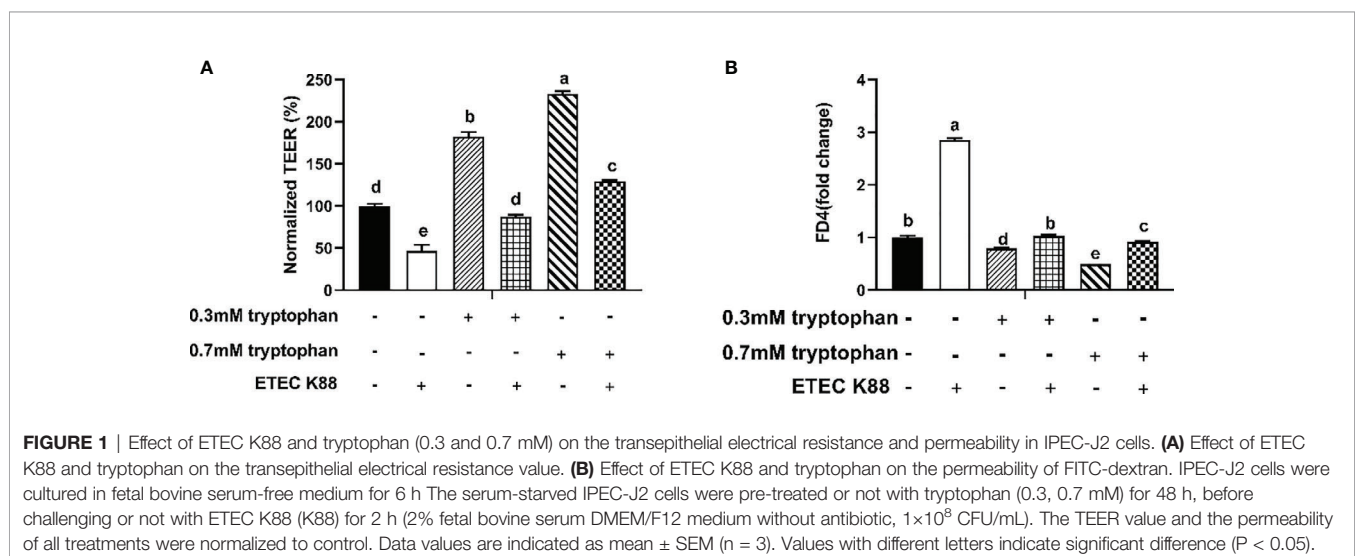 A
Normalized TEER (%)
250
200
150
100
50
0
d
e
b
d
a
c
0.3mM tryptophan - - + + - -
0.7mM tryptophan - - - - + +
ETEC K88 - + - + - +
B
FD4(fold change)
4
3
2
1
0
b
a
d
b
e
c
0.3mM tryptophan - - + + - -
0.7mM tryptophan - - - - + +
ETEC K88 - + - + - +
FIGURE 1 | Effect of ETEC K88 and tryptophan (0.3 and 0.7 mM) on the transepithelial electrical resistance and permeability in IPEC-J2 cells. (A) Effect of ETEC
K88 and tryptophan on the transepithelial electrical resistance value. (B) Effect of ETEC K88 and tryptophan on the permeability of FITC-dextran. IPEC-J2 cells were
cultured in fetal bovine serum-free medium for 6 h The serum-starved IPEC-J2 cells were pre-treated or not with tryptophan (0.3, 0.7 mM) for 48 h, before
challenging or not with ETEC K88 (K88) for 2 h (2% fetal bovine serum DMEM/F12 medium without antibiotic, 1×10⁸ CFU/mL). The TEER value and the permeability
of all treatments were normalized to control. Data values are indicated as mean ± SEM (n = 3). Values with different letters indicate significant difference (P < 0.05).